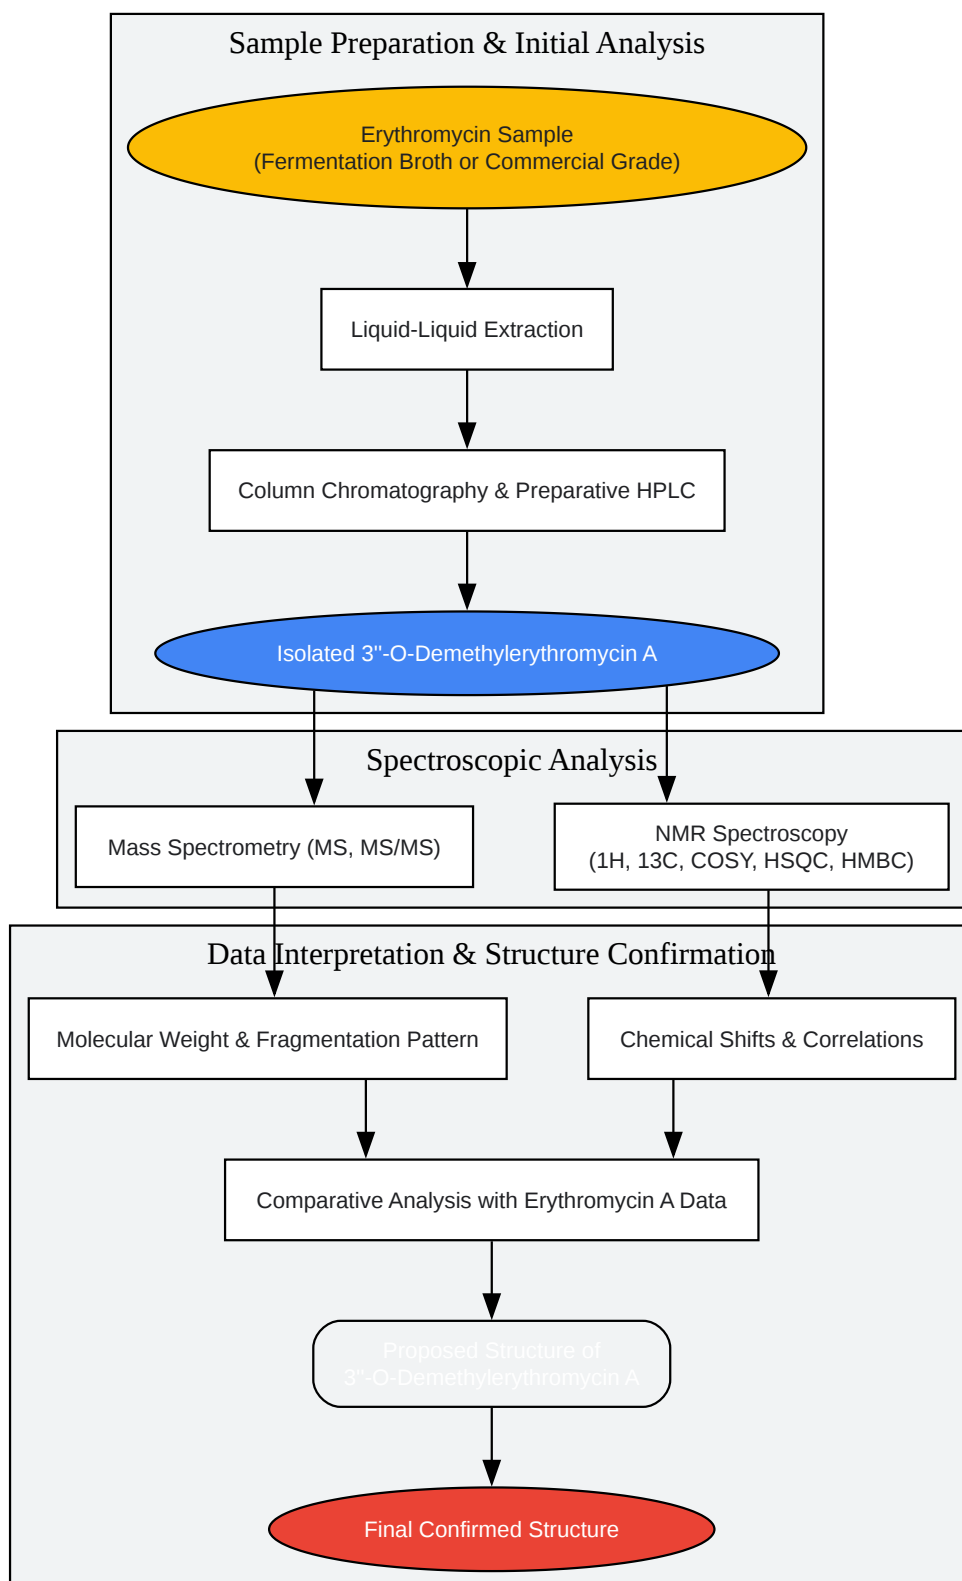 Sample Preparation & Initial Analysis
Erythromycin Sample
(Fermentation Broth or Commercial Grade)
Liquid-Liquid Extraction
Column Chromatography & Preparative HPLC
Isolated 3"-O-Demethylerythromycin A
Spectroscopic Analysis
Mass Spectrometry (MS, MS/MS)
NMR Spectroscopy
(1H, 13C, COSY, HSQC, HMBC)
Data Interpretation & Structure Confirmation
Molecular Weight & Fragmentation Pattern
Chemical Shifts & Correlations
Comparative Analysis with Erythromycin A Data
Proposed Structure of
3"-O-Demethylerythromycin A
Final Confirmed Structure